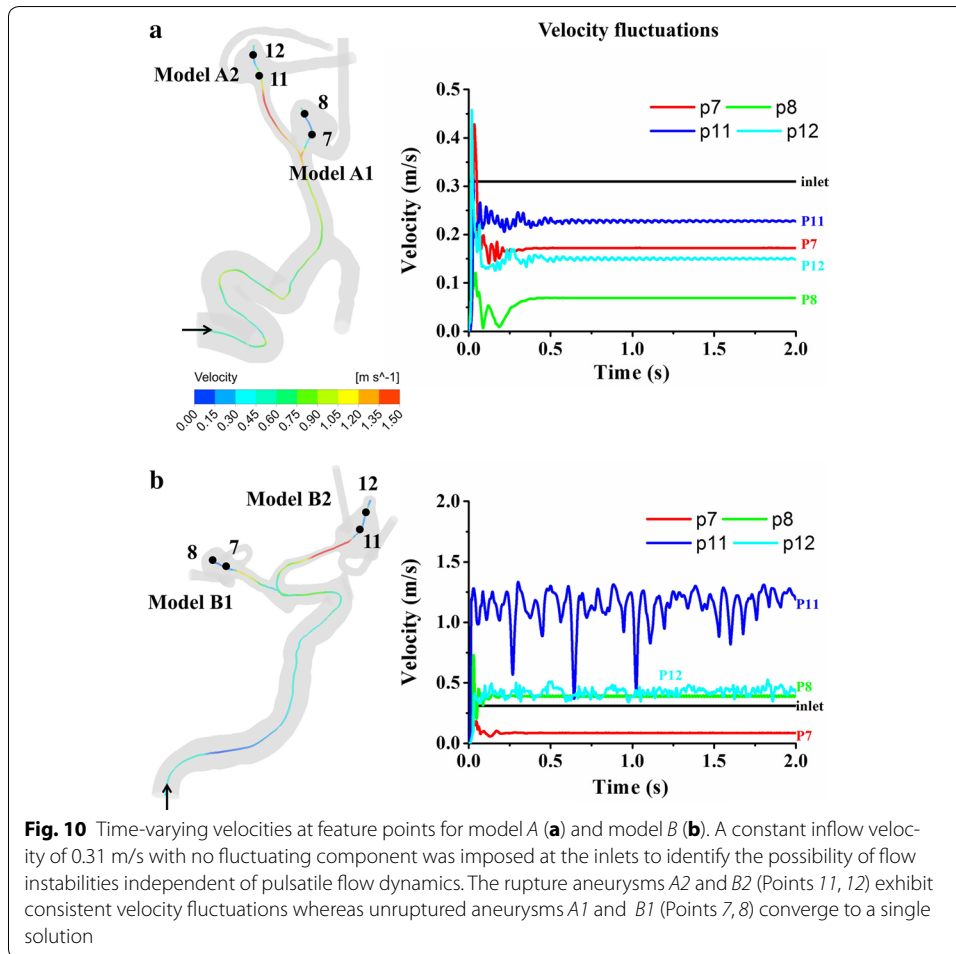 a
12
Model A2
11
8
7
Model A1
Velocity
[m s^-1]
0.00
0.15
0.30
0.45
0.60
0.75
0.90
1.05
1.20
1.35
1.50
Velocity fluctuations
p7
p8
p11
p12
inlet
P11
P7
P12
P8
Velocity (m/s)
0.5
0.4
0.3
0.2
0.1
0.0
0.0
0.5
1.0
1.5
2.0
Time (s)
b
12
Model B2
11
8
7
Model B1
p7
p8
p11
p12
P11
P12
P8
inlet
P7
Velocity (m/s)
2.0
1.5
1.0
0.5
0.0
0.0
0.5
1.0
1.5
2.0
Time (s)
Fig. 10 Time-varying velocities at feature points for model A (a) and model B (b). A constant inflow veloc-
ity of 0.31 m/s with no fluctuating component was imposed at the inlets to identify the possibility of flow
instabilities independent of pulsatile flow dynamics. The rupture aneurysms A2 and B2 (Points 11, 12) exhibit
consistent velocity fluctuations whereas unruptured aneurysms A1 and B1 (Points 7, 8) converge to a single
solution